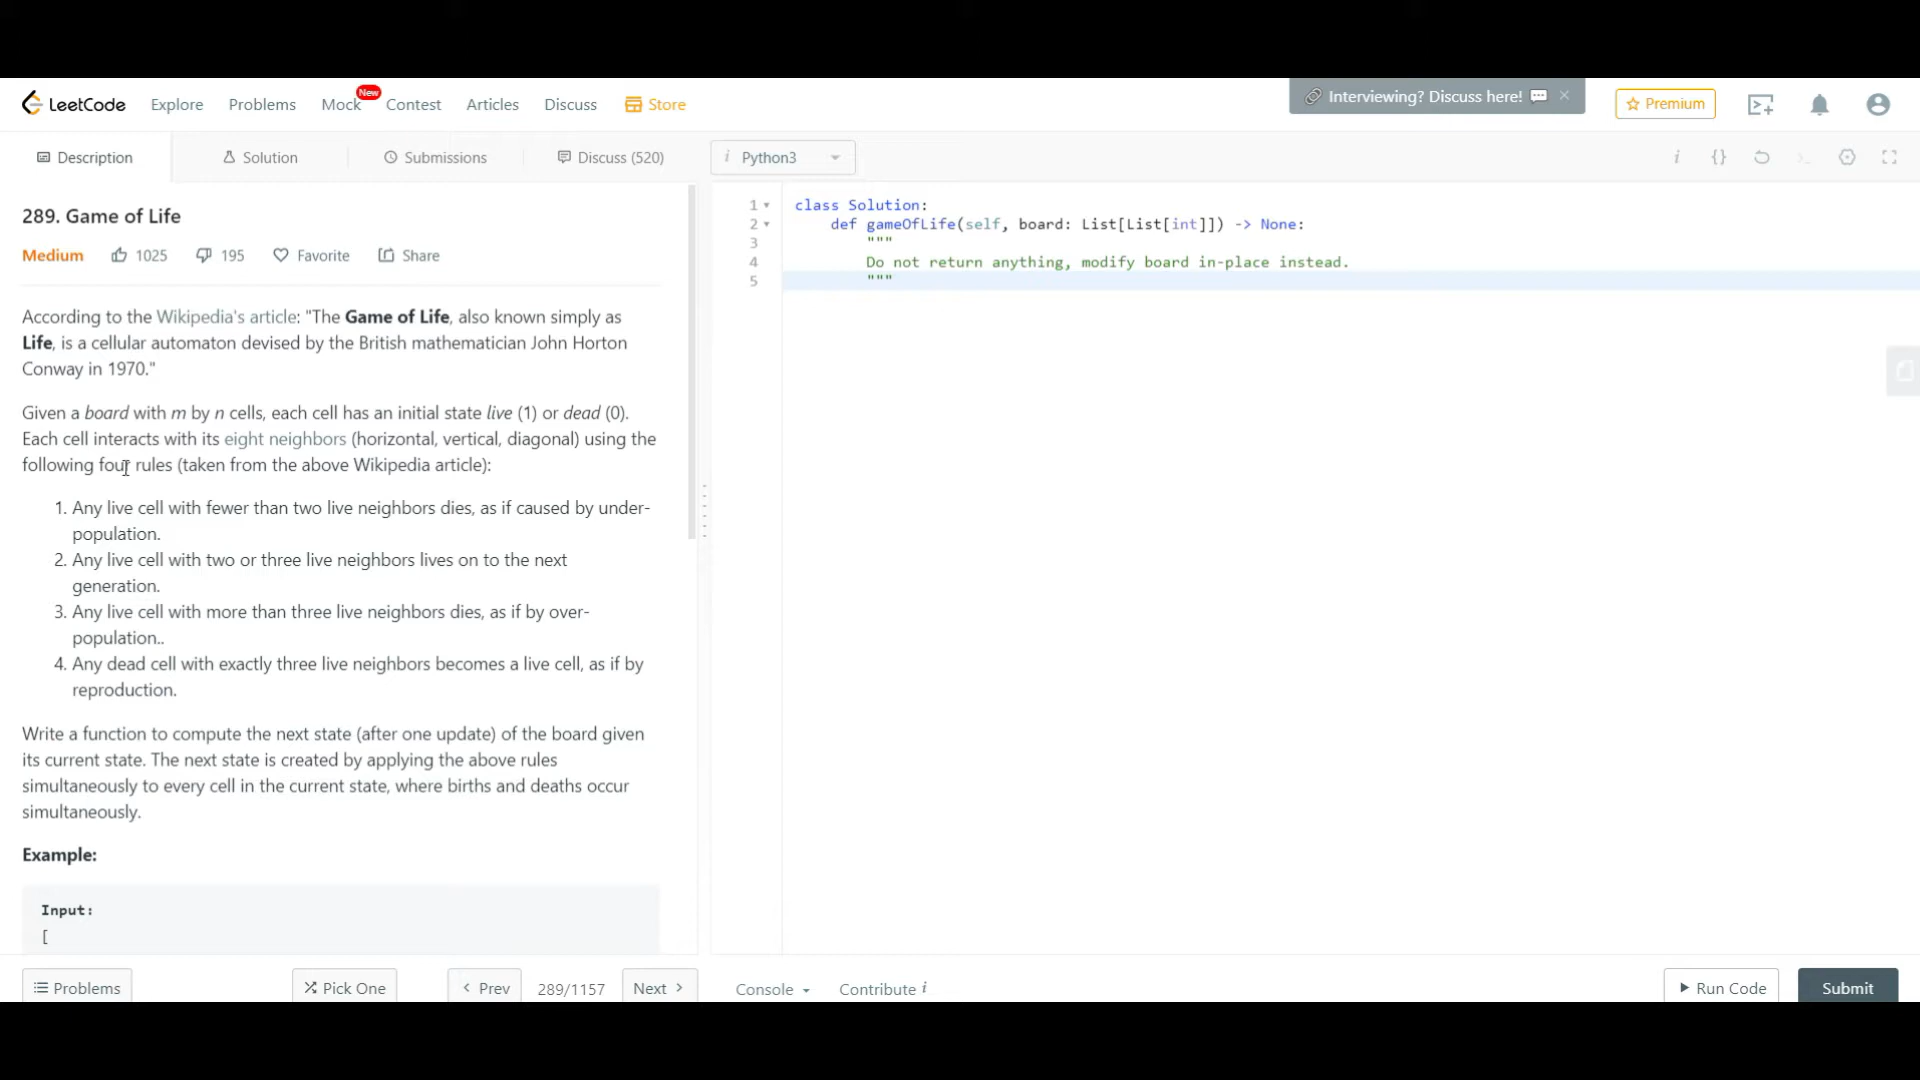 LeetCode Explore Problems Mock New Contest Articles Discuss Store Interviewing? Discuss here! × Premium
Description Solution Submissions Discuss (520) i Python3 i {}
289. Game of Life
Medium 1025 195 Favorite Share
According to the Wikipedia's article: "The Game of Life, also known simply as
Life, is a cellular automaton devised by the British mathematician John Horton
Conway in 1970."
Given a board with m by n cells, each cell has an initial state live (1) or dead (0).
Each cell interacts with its eight neighbors (horizontal, vertical, diagonal) using the
following four rules (taken from the above Wikipedia article):
1. Any live cell with fewer than two live neighbors dies, as if caused by under-
population.
2. Any live cell with two or three live neighbors lives on to the next
generation.
3. Any live cell with more than three live neighbors dies, as if by over-
population..
4. Any dead cell with exactly three live neighbors becomes a live cell, as if by
reproduction.
Write a function to compute the next state (after one update) of the board given
its current state. The next state is created by applying the above rules
simultaneously to every cell in the current state, where births and deaths occur
simultaneously.
Example:
Input:
[
1 class Solution:
2 def gameOfLife(self, board: List[List[int]]) -> None:
3 """
4 Do not return anything, modify board in-place instead.
5 """
Problems Pick One < Prev 289/1157 Next > Console Contribute i Run Code Submit